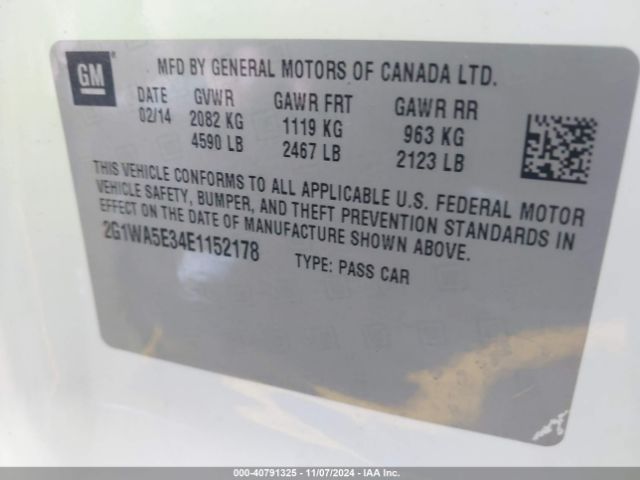 GM
MFD BY GENERAL MOTORS OF CANADA LTD.
DATE GVWR GAWR FRT GAWR RR
02/14 2082 KG 1119 KG 963 KG
4590 LB 2467 LB 2123 LB
THIS VEHICLE CONFORMS TO ALL APPLICABLE U.S. FEDERAL MOTOR
VEHICLE SAFETY, BUMPER, AND THEFT PREVENTION STANDARDS IN
EFFECT ON THE DATE OF MANUFACTURE SHOWN ABOVE.
2G1WA5E34E1152178 TYPE: PASS CAR
000-40791325 | 11/07/2024 | IAA Inc.